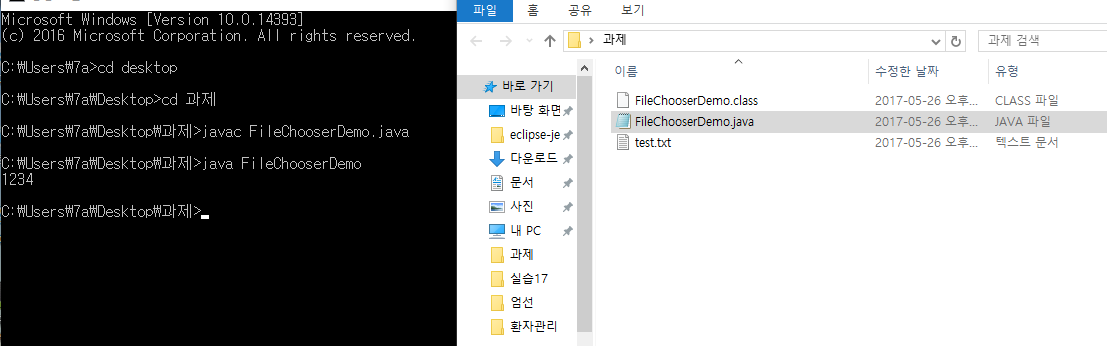 Microsoft Windows [Version 10.0.14393]
(c) 2016 Microsoft Corporation. All rights reserved.
C:₩Users₩7a>cd desktop
C:₩Users₩7a₩Desktop>cd 과제
C:₩Users₩7a₩Desktop₩과제>javac FileChooserDemo.java
C:₩Users₩7a₩Desktop₩과제>java FileChooserDemo
1234
C:₩Users₩7a₩Desktop₩과제>
파일 홈 공유 보기
과제
과제 검색
바로 가기
바탕 화면
eclipse-je
다운로드
문서
사진
내 PC
과제
실습17
엄선
환자관리
이름 수정한 날짜 유형
FileChooserDemo.class 2017-05-26 오후... CLASS 파일
FileChooserDemo.java 2017-05-26 오후... JAVA 파일
test.txt 2017-05-26 오후... 텍스트 문서